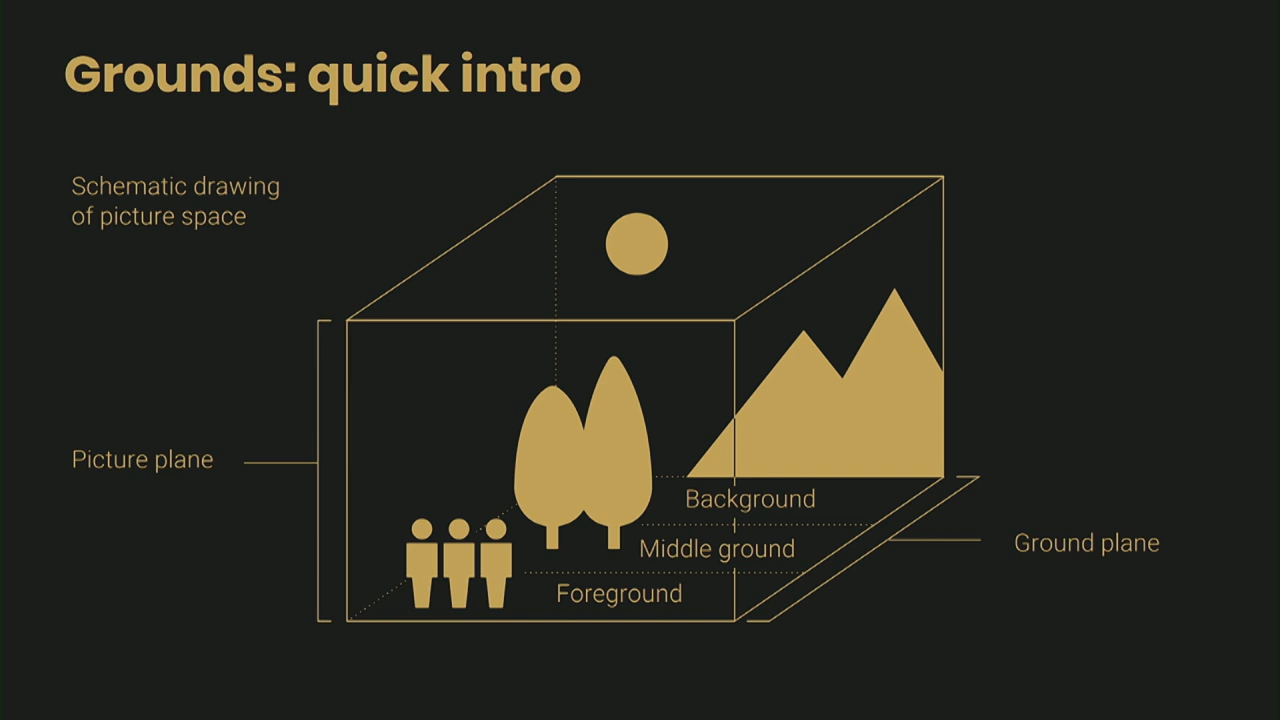 Grounds: quick intro
Schematic drawing
of picture space
Picture plane
Background
Middle ground
Foreground
Ground plane